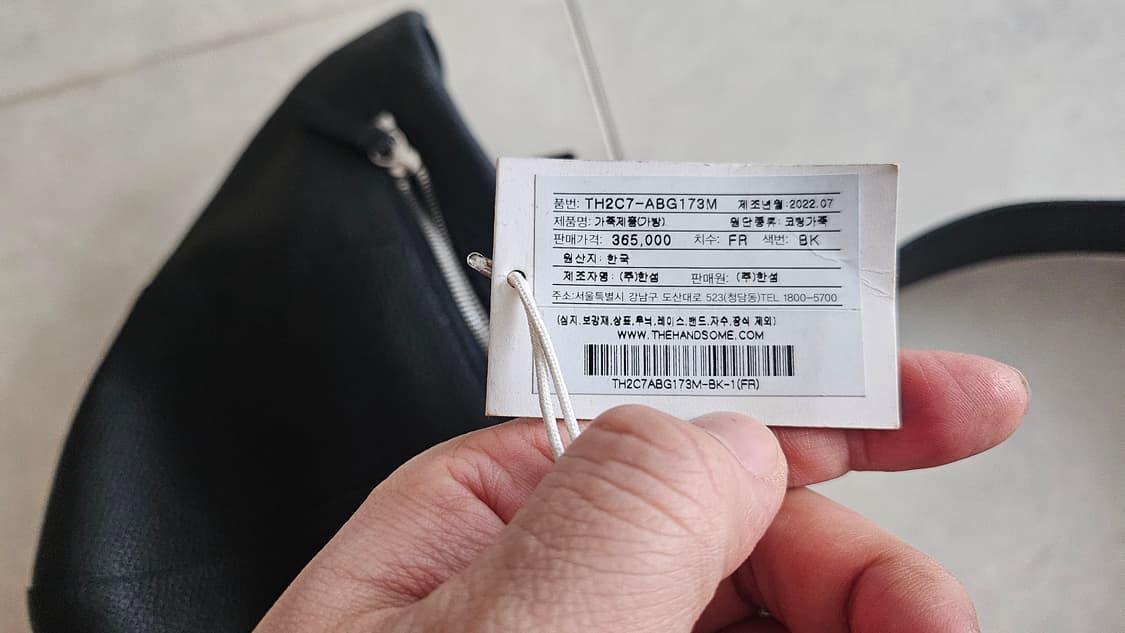 품번: TH2C7-ABG173M 제조년월:2022.07
제품명: 가죽제품(가방) 원단종류: 코팅가죽
판매가격: 365,000 치수: FR 색번: BK
원산지: 한국
제조자명: (주)한섬 판매원: (주)한섬
주소:서울특별시 강남구 도산대로 523(청담동)TEL 1800-5700
(심지,보강재,상표,무늬,레이스,밴드,자수,장식 제외)
WWW.THEHANDSOME.COM
TH2C7ABG173M-BK-1(FR)